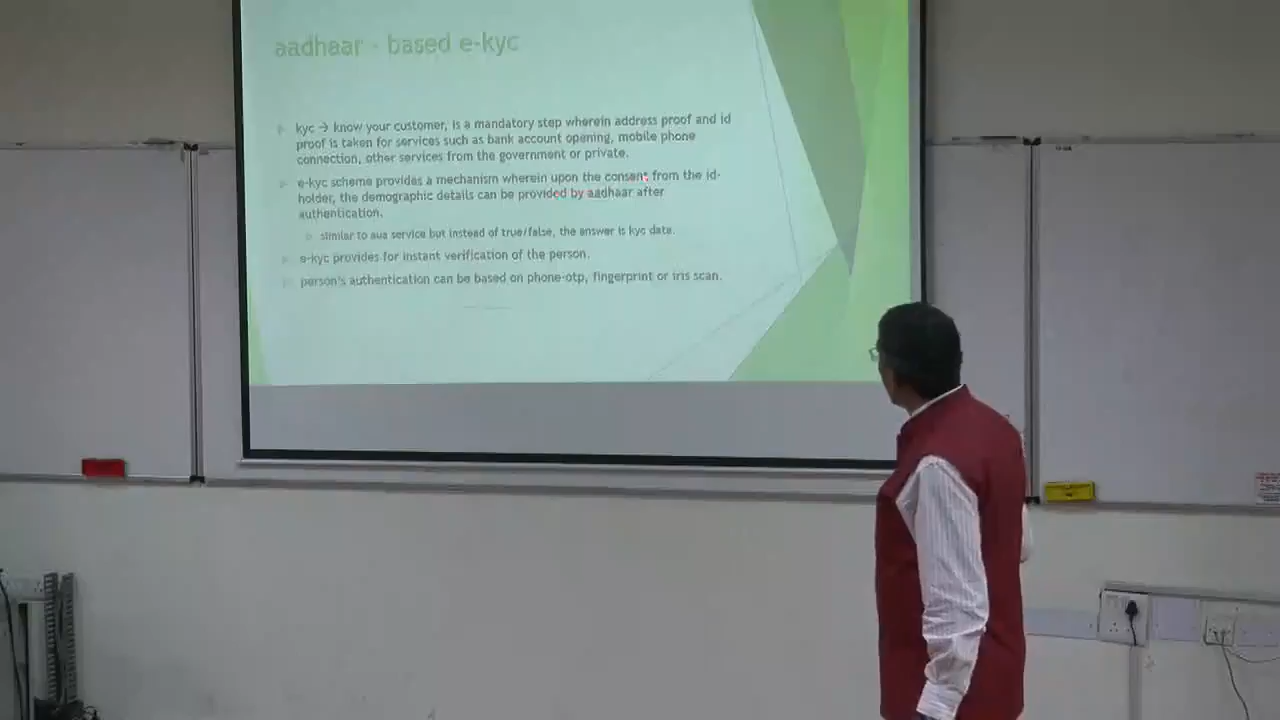 aadhaar - based e-kyc
kyc → know your customer, is a mandatory step wherein address proof and id
proof is taken for services such as bank account opening, mobile phone
connection, other services from the government or private.
e-kyc scheme provides a mechanism wherein upon the consent from the id-
holder, the demographic details can be provided by aadhaar after
authentication.
similar to aua service but instead of true/false, the answer is kyc data.
e-kyc provides for instant verification of the person.
person's authentication can be based on phone-otp, fingerprint or iris scan.